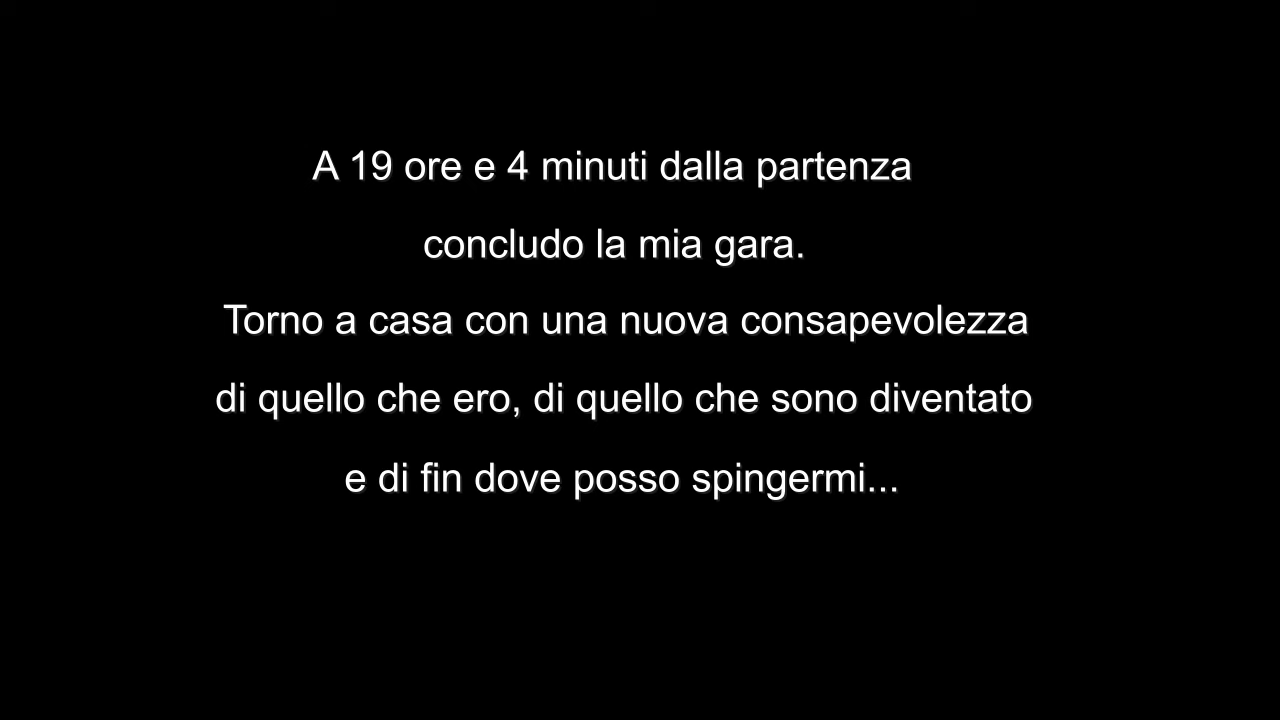 A 19 ore e 4 minuti dalla partenza
concludo la mia gara.
Torno a casa con una nuova consapevolezza
di quello che ero, di quello che sono diventato
e di fin dove posso spingermi...